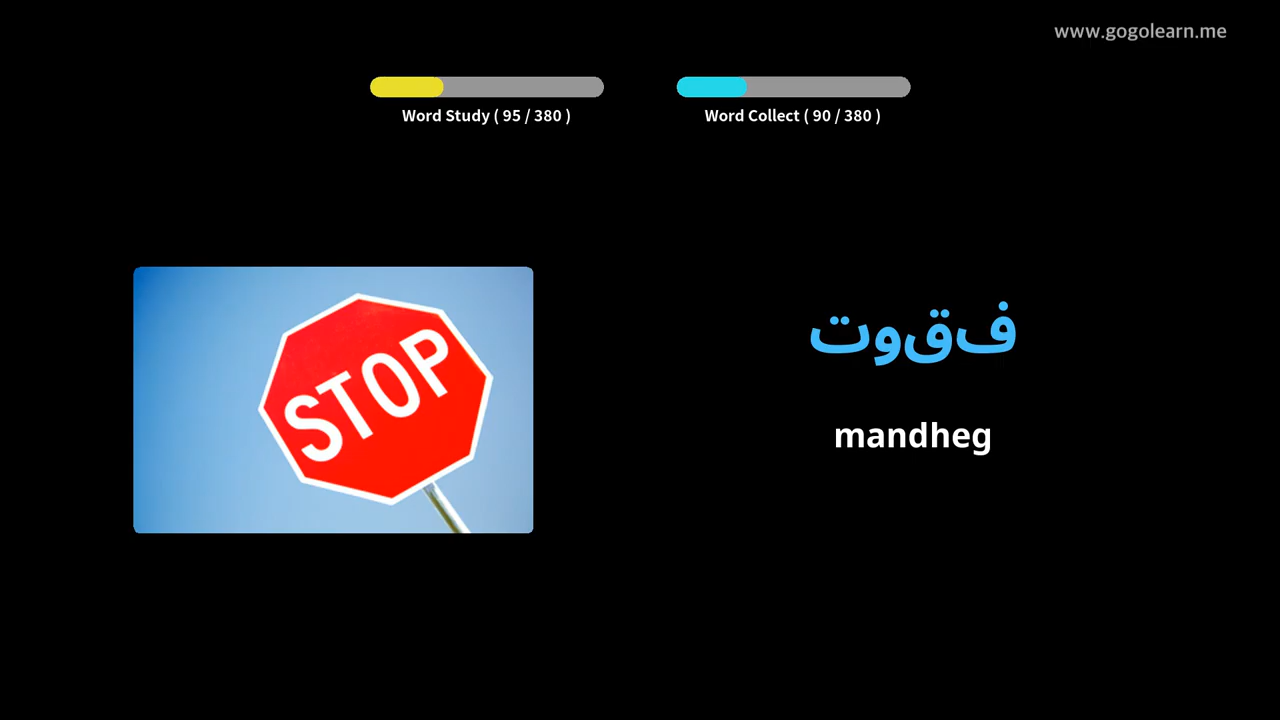 www.gogolearn.me
Word Study ( 95 / 380 )
Word Collect ( 90 / 380 )
STOP
فقوت
mandheg